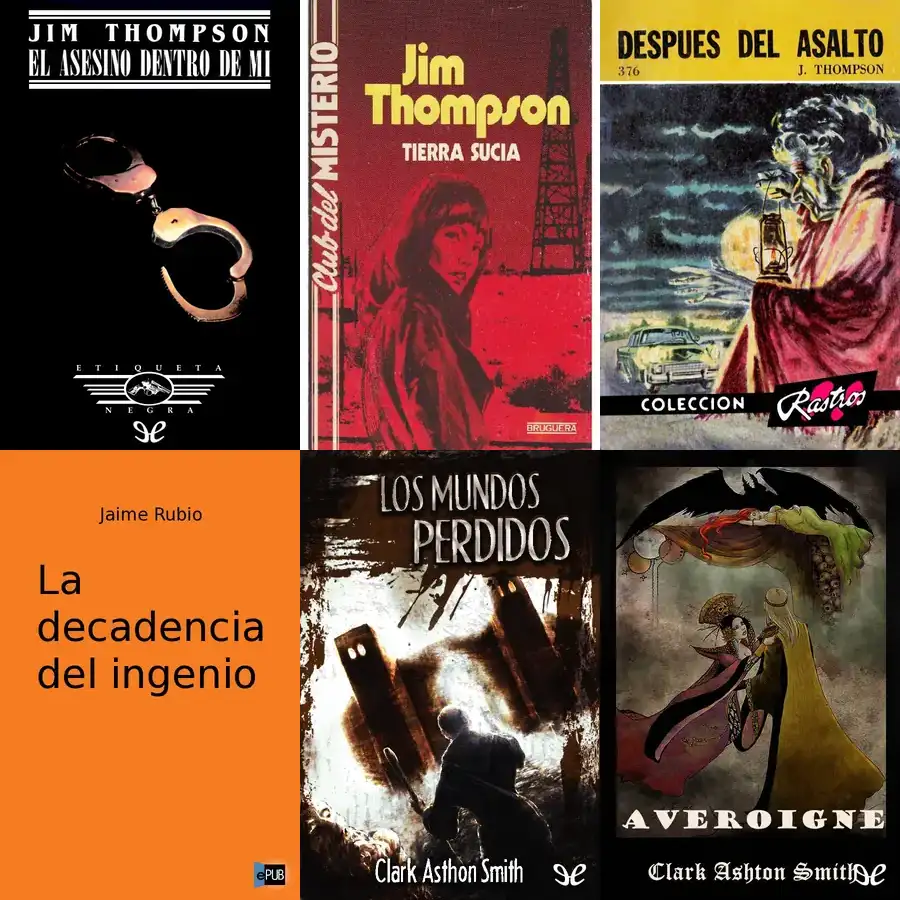 JIM THOMPSON
EL ASESINO DENTRO DE MI
ETIQUETA
NEGRA
Club del MISTERIO
Jim
Thompson
TIERRA SUCIA
BRUGUERA
DESPUES DEL ASALTO
376 J. THOMPSON
COLECCION Rastros
Jaime Rubio
La
decadencia
del ingenio
ePUB
LOS MUNDOS
PERDIDOS
Clark Asthon Smith
AVEROIGNE
Clark Ashton Smith